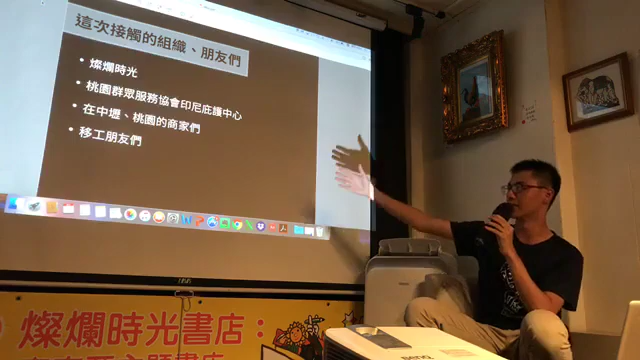 這次接觸的組織、朋友們
• 燦爛時光
• 桃園群眾服務協會印尼庇護中心
• 在中壢、桃園的商家們
• 移工朋友們
燦爛時光書店：
BenQ